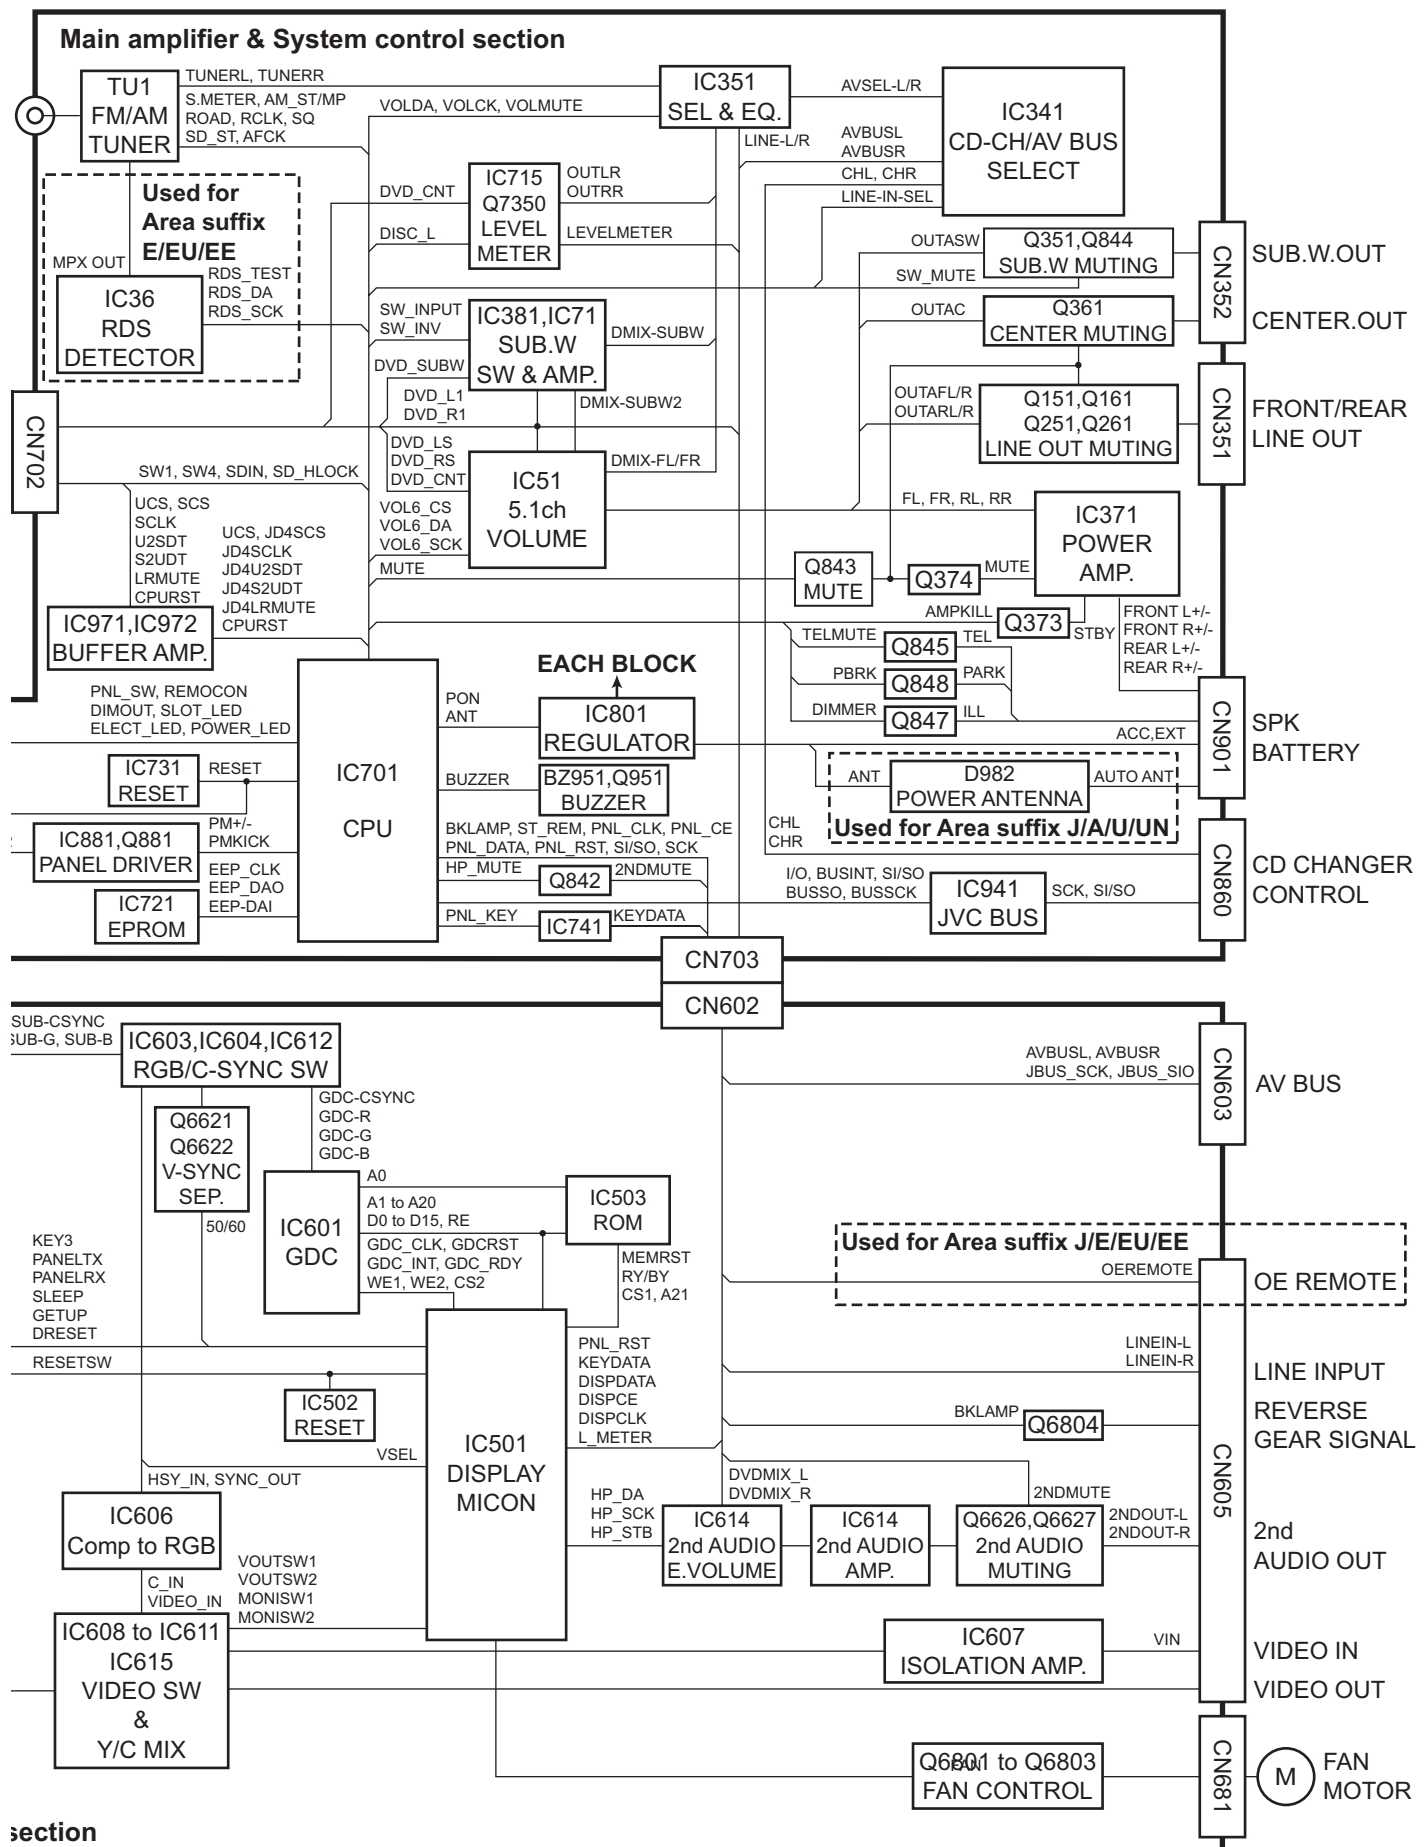 Main amplifier & System control section
TU1
FM/AM
TUNER
TUNERL, TUNERR
S.METER, AM_ST/MP
ROAD, RCLK, SQ
SD_ST, AFCK
VOLDA, VOLCK, VOLMUTE
IC351
SEL & EQ.
AVSEL-L/R
LINE-L/R
AVBUSL
AVBUSR
CHL, CHR
LINE-IN-SEL
IC341
CD-CH/AV BUS
SELECT
Used for
Area suffix
E/EU/EE
MPX OUT
IC36
RDS
DETECTOR
RDS_TEST
RDS_DA
RDS_SCK
DVD_CNT
DISC_L
IC715
Q7350
LEVEL
METER
OUTLR
OUTRR
LEVELMETER
OUTASW
SW_MUTE
Q351,Q844
SUB.W MUTING
CN352
SUB.W.OUT
SW_INPUT
SW_INV
IC381,IC71
SUB.W
SW & AMP.
DMIX-SUBW
OUTAC
Q361
CENTER MUTING
CENTER.OUT
DVD_SUBW
DVD_L1
DVD_R1
DMIX-SUBW2
OUTAFL/R
OUTARL/R
Q151,Q161
Q251,Q261
LINE OUT MUTING
CN351
FRONT/REAR
LINE OUT
CN702
DVD_LS
DVD_RS
DVD_CNT
IC51
5.1ch
VOLUME
DMIX-FL/FR
SW1, SW4, SDIN, SD_HLOCK
VOL6_CS
VOL6_DA
VOL6_SCK
MUTE
FL, FR, RL, RR
IC371
POWER
AMP.
UCS, SCS
SCLK
U2SDT
S2UDT
LRMUTE
CPURST
UCS, JD4SCS
JD4SCLK
JD4U2SDT
JD4S2UDT
JD4LRMUTE
CPURST
IC971,IC972
BUFFER AMP.
Q843
MUTE
Q374
MUTE
AMPKILL
Q373
STBY
FRONT L+/-
FRONT R+/-
REAR L+/-
REAR R+/-
TELMUTE
Q845
TEL
PBRK
Q848
PARK
DIMMER
Q847
ILL
EACH BLOCK
PNL_SW, REMOCON
DIMOUT, SLOT_LED
ELECT_LED, POWER_LED
IC701
CPU
PON
ANT
IC801
REGULATOR
ACC,EXT
CN901
SPK
BATTERY
IC731
RESET
RESET
BUZZER
BZ951,Q951
BUZZER
ANT
D982
POWER ANTENNA
AUTO ANT
Used for Area suffix J/A/U/UN
IC881,Q881
PANEL DRIVER
PM+/-
PMKICK
BKLAMP, ST_REM, PNL_CLK, PNL_CE
PNL_DATA, PNL_RST, SI/SO, SCK
CHL
CHR
HP_MUTE
Q842
2NDMUTE
IC721
EPROM
EEP_CLK
EEP_DAO
EEP-DAI
PNL_KEY
IC741
KEYDATA
I/O, BUSINT, SI/SO
BUSSO, BUSSCK
IC941
JVC BUS
SCK, SI/SO
CN860
CD CHANGER
CONTROL
CN703
CN602
SUB-CSYNC
SUB-G, SUB-B
IC603,IC604,IC612
RGB/C-SYNC SW
AVBUSL, AVBUSR
JBUS_SCK, JBUS_SIO
CN603
AV BUS
Q6621
Q6622
V-SYNC
SEP.
GDC-CSYNC
GDC-R
GDC-G
GDC-B
50/60
IC601
GDC
A0
A1 to A20
D0 to D15, RE
GDC_CLK, GDCRST
GDC_INT, GDC_RDY
WE1, WE2, CS2
IC503
ROM
MEMRST
RY/BY
CS1, A21
Used for Area suffix J/E/EU/EE
OEREMOTE
OE REMOTE
KEY3
PANELTX
PANELRX
SLEEP
GETUP
DRESET
RESETSW
IC502
RESET
IC501
DISPLAY
MICON
PNL_RST
KEYDATA
DISPDATA
DISPCE
DISPCLK
L_METER
LINEIN-L
LINEIN-R
LINE INPUT
BKLAMP
Q6804
REVERSE
GEAR SIGNAL
CN605
VSEL
HSY_IN, SYNC_OUT
IC606
Comp to RGB
HP_DA
HP_SCK
HP_STB
DVDMIX_L
DVDMIX_R
IC614
2nd AUDIO
E.VOLUME
IC614
2nd AUDIO
AMP.
2NDMUTE
Q6626,Q6627
2nd AUDIO
MUTING
2NDOUT-L
2NDOUT-R
2nd
AUDIO OUT
C_IN
VIDEO_IN
VOUTSW1
VOUTSW2
MONISW1
MONISW2
IC608 to IC611
IC615
VIDEO SW
&
Y/C MIX
IC607
ISOLATION AMP.
VIN
VIDEO IN
VIDEO OUT
Q6801 to Q6803
FAN
FAN CONTROL
CN681
M
FAN
MOTOR
section